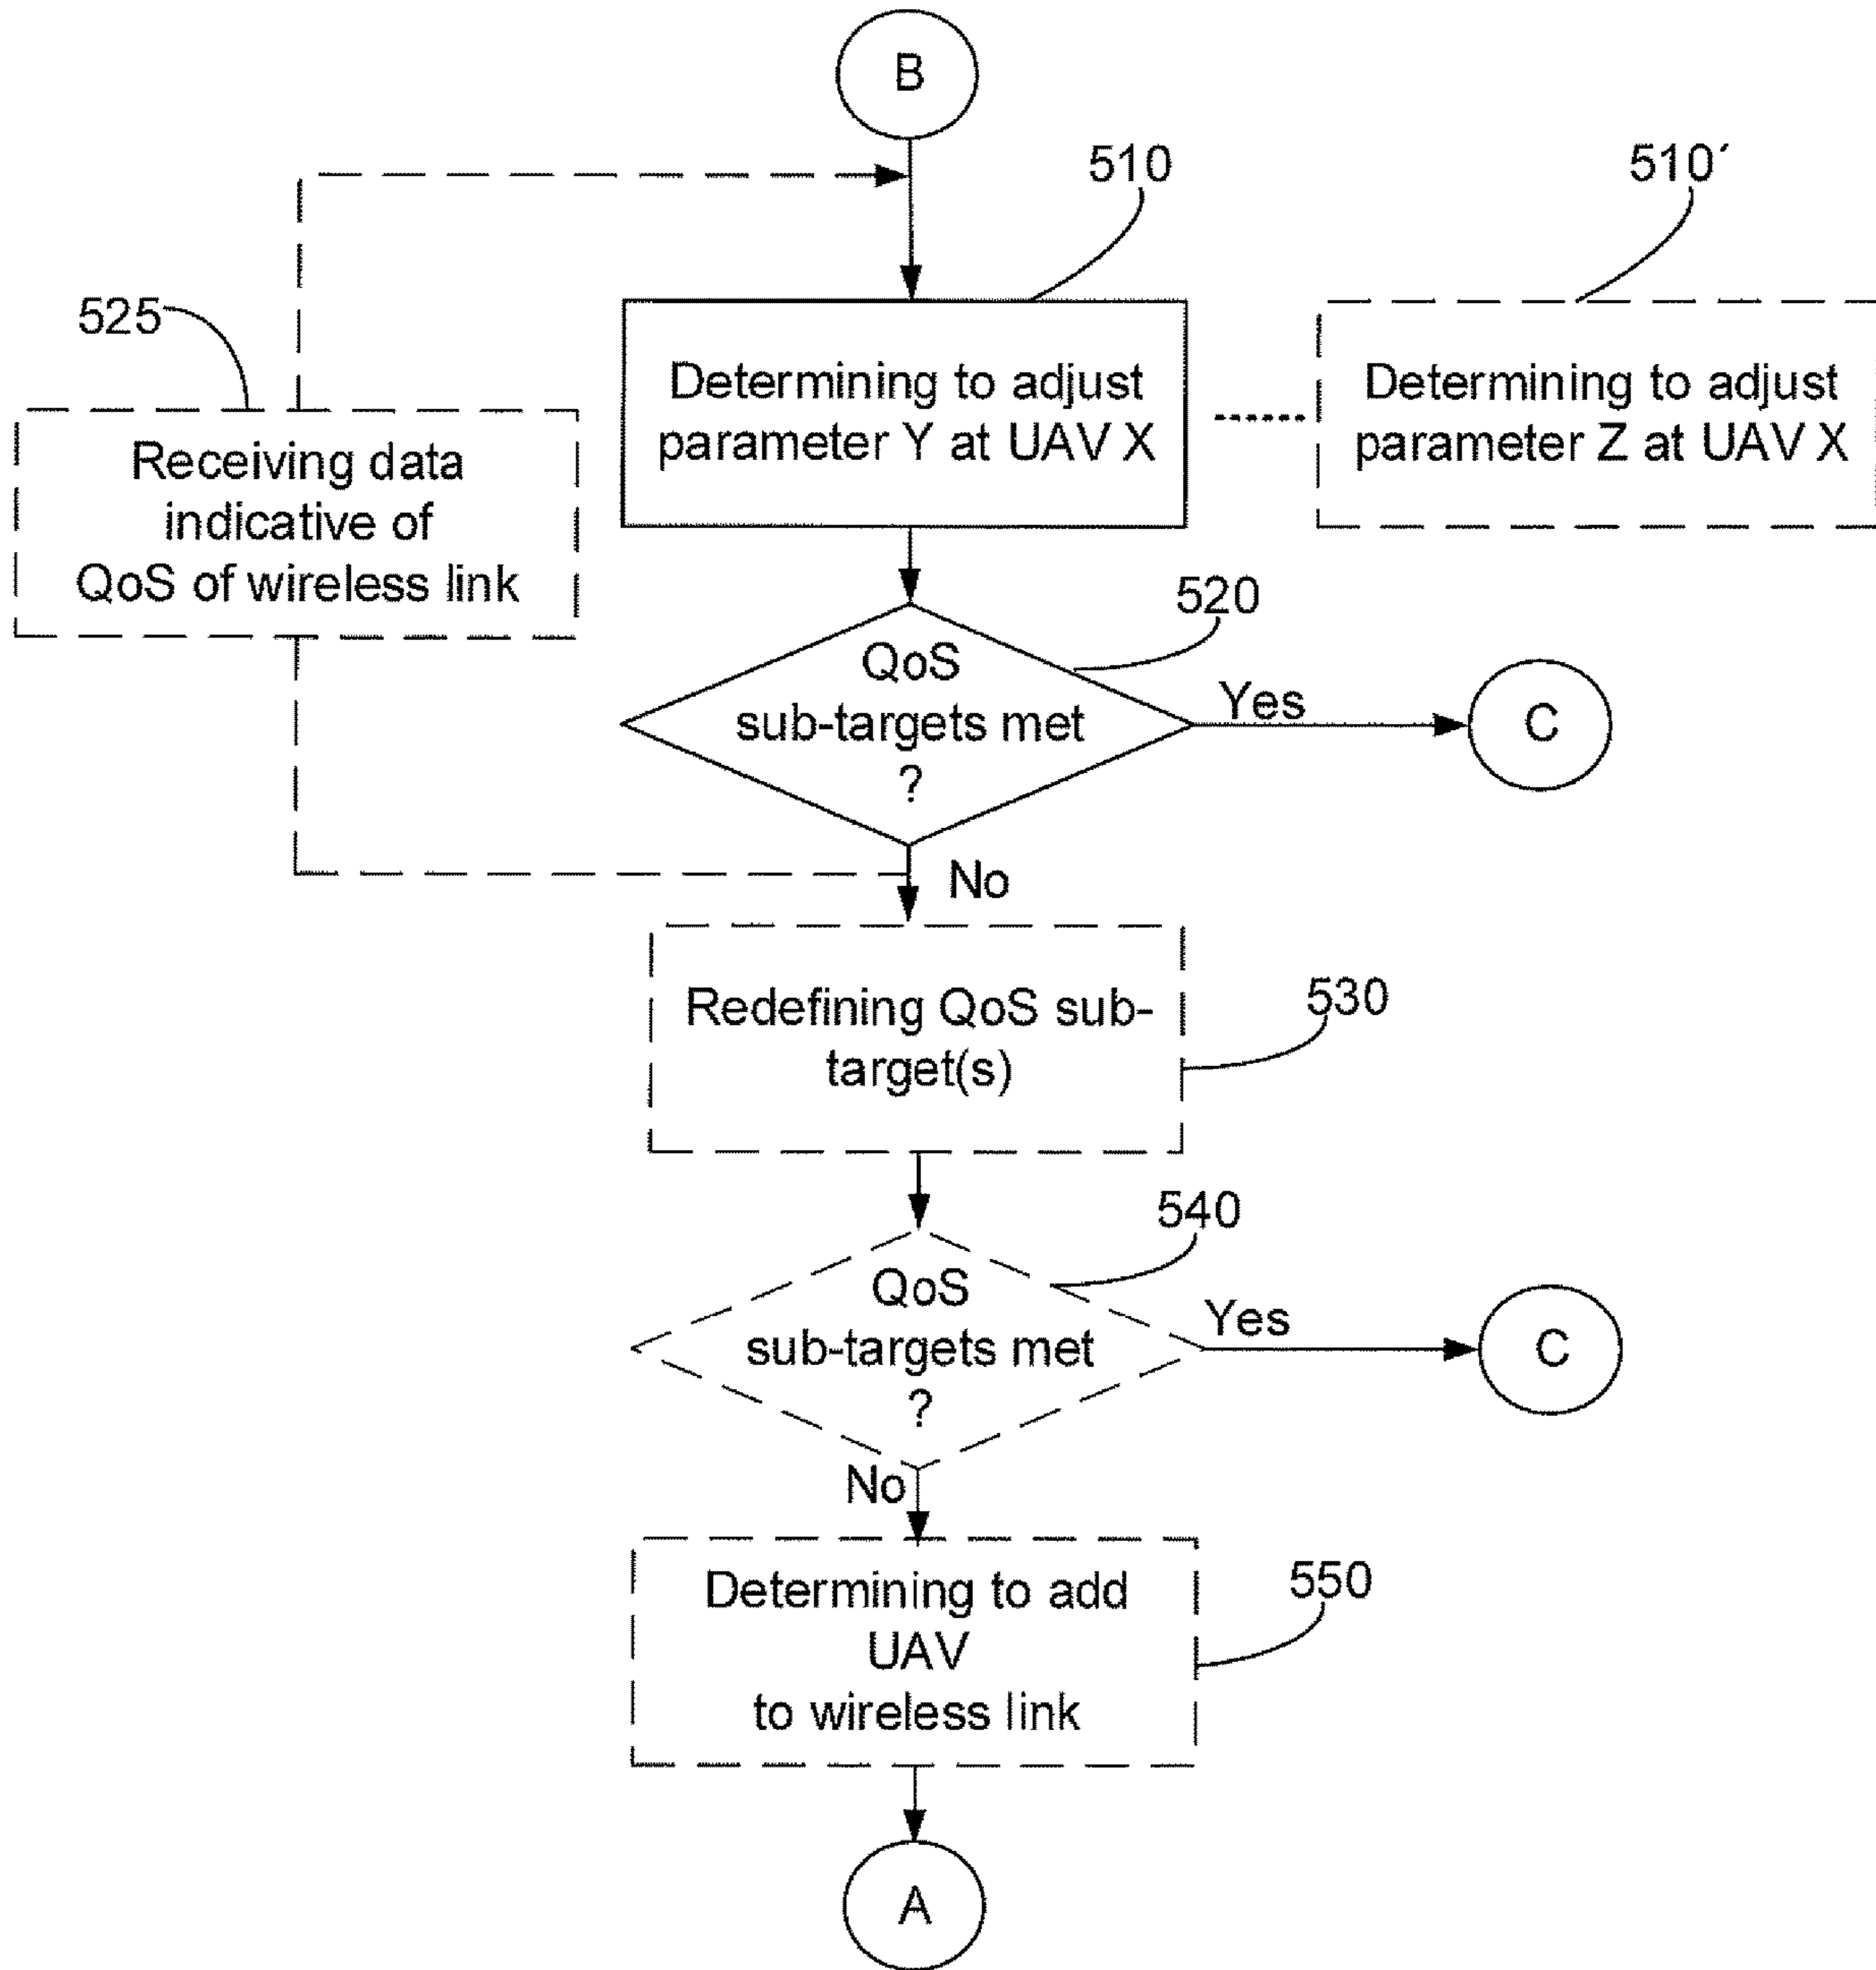 B
510
510´
525
Determining to adjust
parameter Y at UAV X
Determining to adjust
parameter Z at UAV X
Receiving data
indicative of
QoS of wireless link
520
QoS
sub-targets met
?
Yes
C
No
Redefining QoS sub-
target(s)
530
540
QoS
sub-targets met
?
Yes
C
No
Determining to add
UAV
to wireless link
550
A